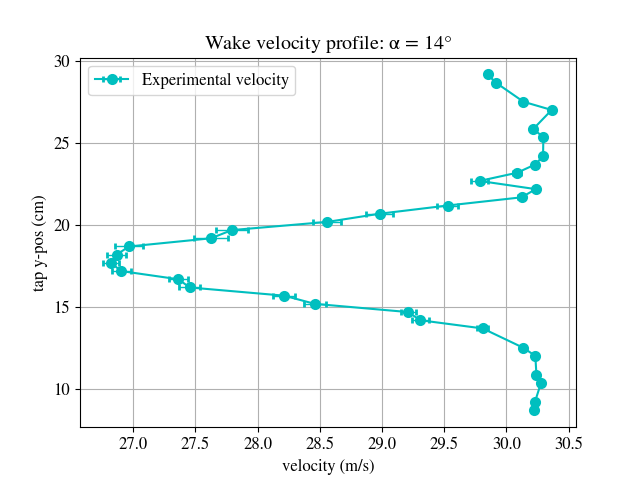 Wake velocity profile: α = 14°
Experimental velocity
tap y-pos (cm)
30
25
20
15
10
27.0 27.5 28.0 28.5 29.0 29.5 30.0 30.5
velocity (m/s)